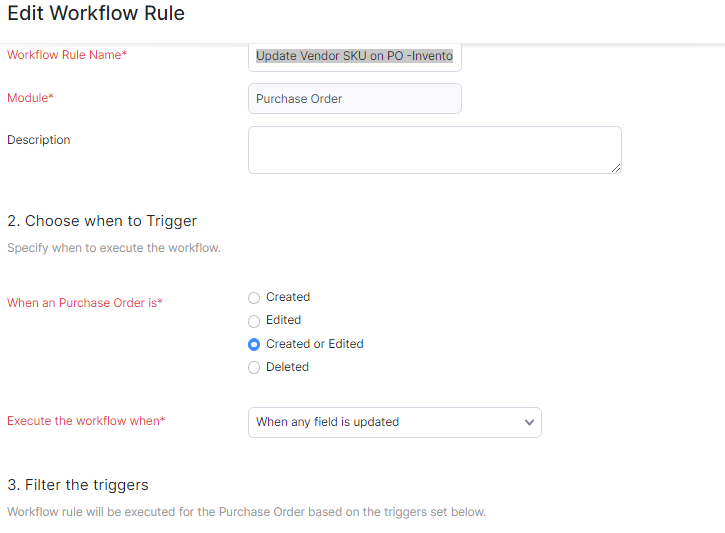 Edit Workflow Rule
Workflow Rule Name*
Update Vendor SKU on PO -Invento
Module*
Purchase Order
Description
2. Choose when to Trigger
Specify when to execute the workflow.
When an Purchase Order is*
Created
Edited
Created or Edited
Deleted
Execute the workflow when*
When any field is updated
3. Filter the triggers
Workflow rule will be executed for the Purchase Order based on the triggers set below.